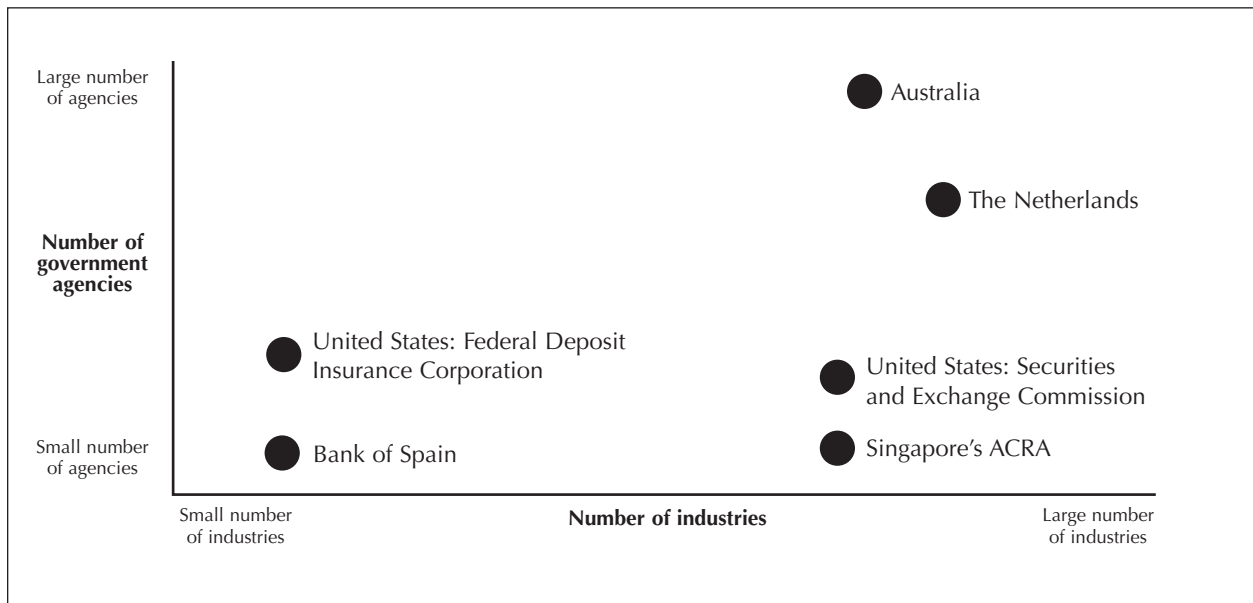 Large number
of agencies
Australia
The Netherlands
Number of
government
agencies
United States: Federal Deposit
Insurance Corporation
United States: Securities
and Exchange Commission
Small number
of agencies
Bank of Spain
Singapore’s ACRA
Small number
of industries
Number of industries
Large number
of industries